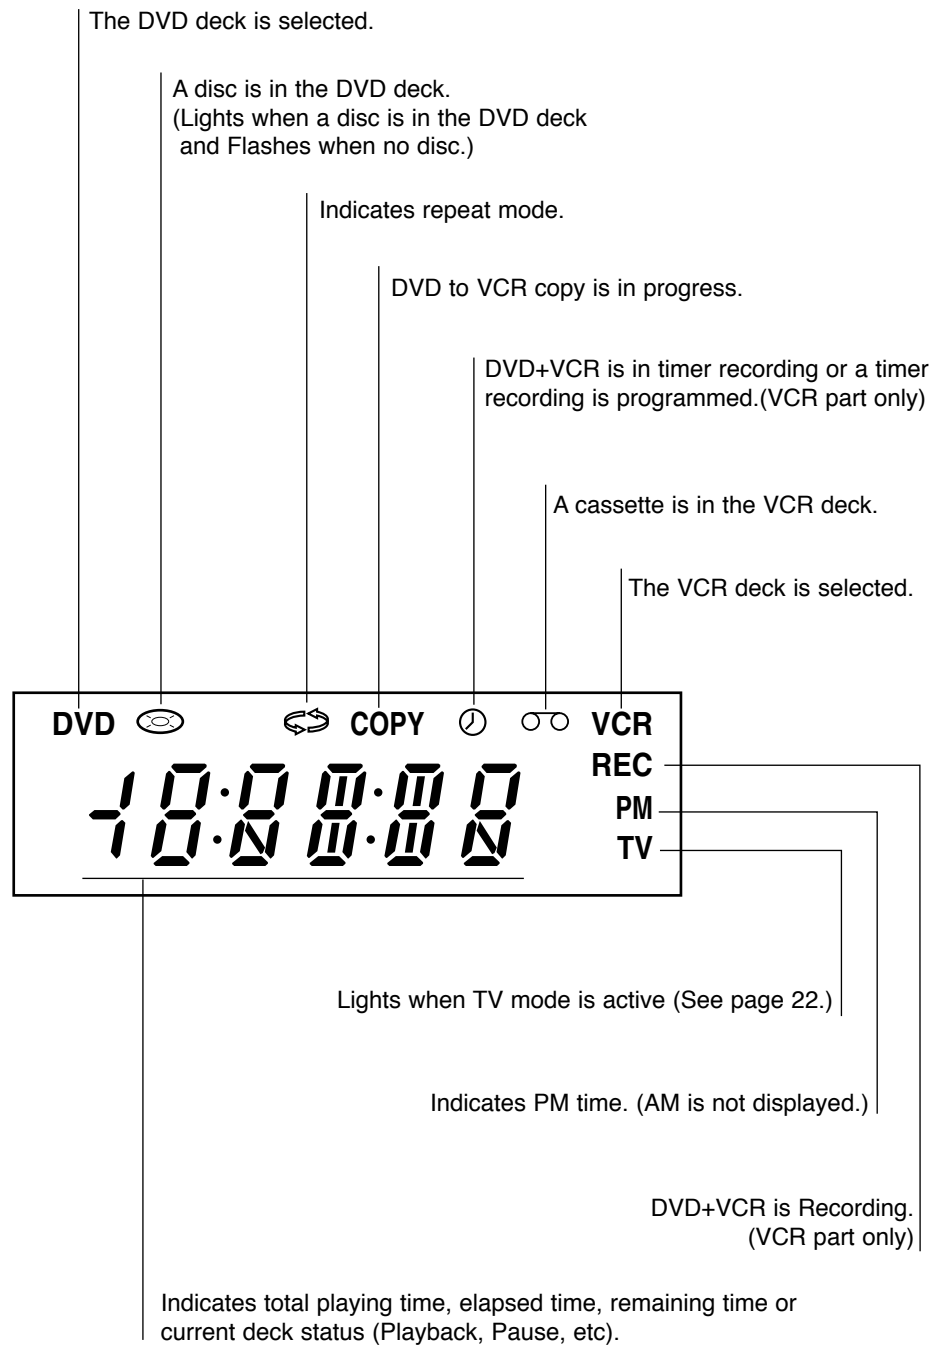 The DVD deck is selected.
A disc is in the DVD deck.
(Lights when a disc is in the DVD deck
and Flashes when no disc.)
Indicates repeat mode.
DVD to VCR copy is in progress.
DVD+VCR is in timer recording or a timer
recording is programmed.(VCR part only)
A cassette is in the VCR deck.
The VCR deck is selected.
DVD COPY VCR
REC
PM
TV
Lights when TV mode is active (See page 22.)
Indicates PM time. (AM is not displayed.)
DVD+VCR is Recording.
(VCR part only)
Indicates total playing time, elapsed time, remaining time or
current deck status (Playback, Pause, etc).